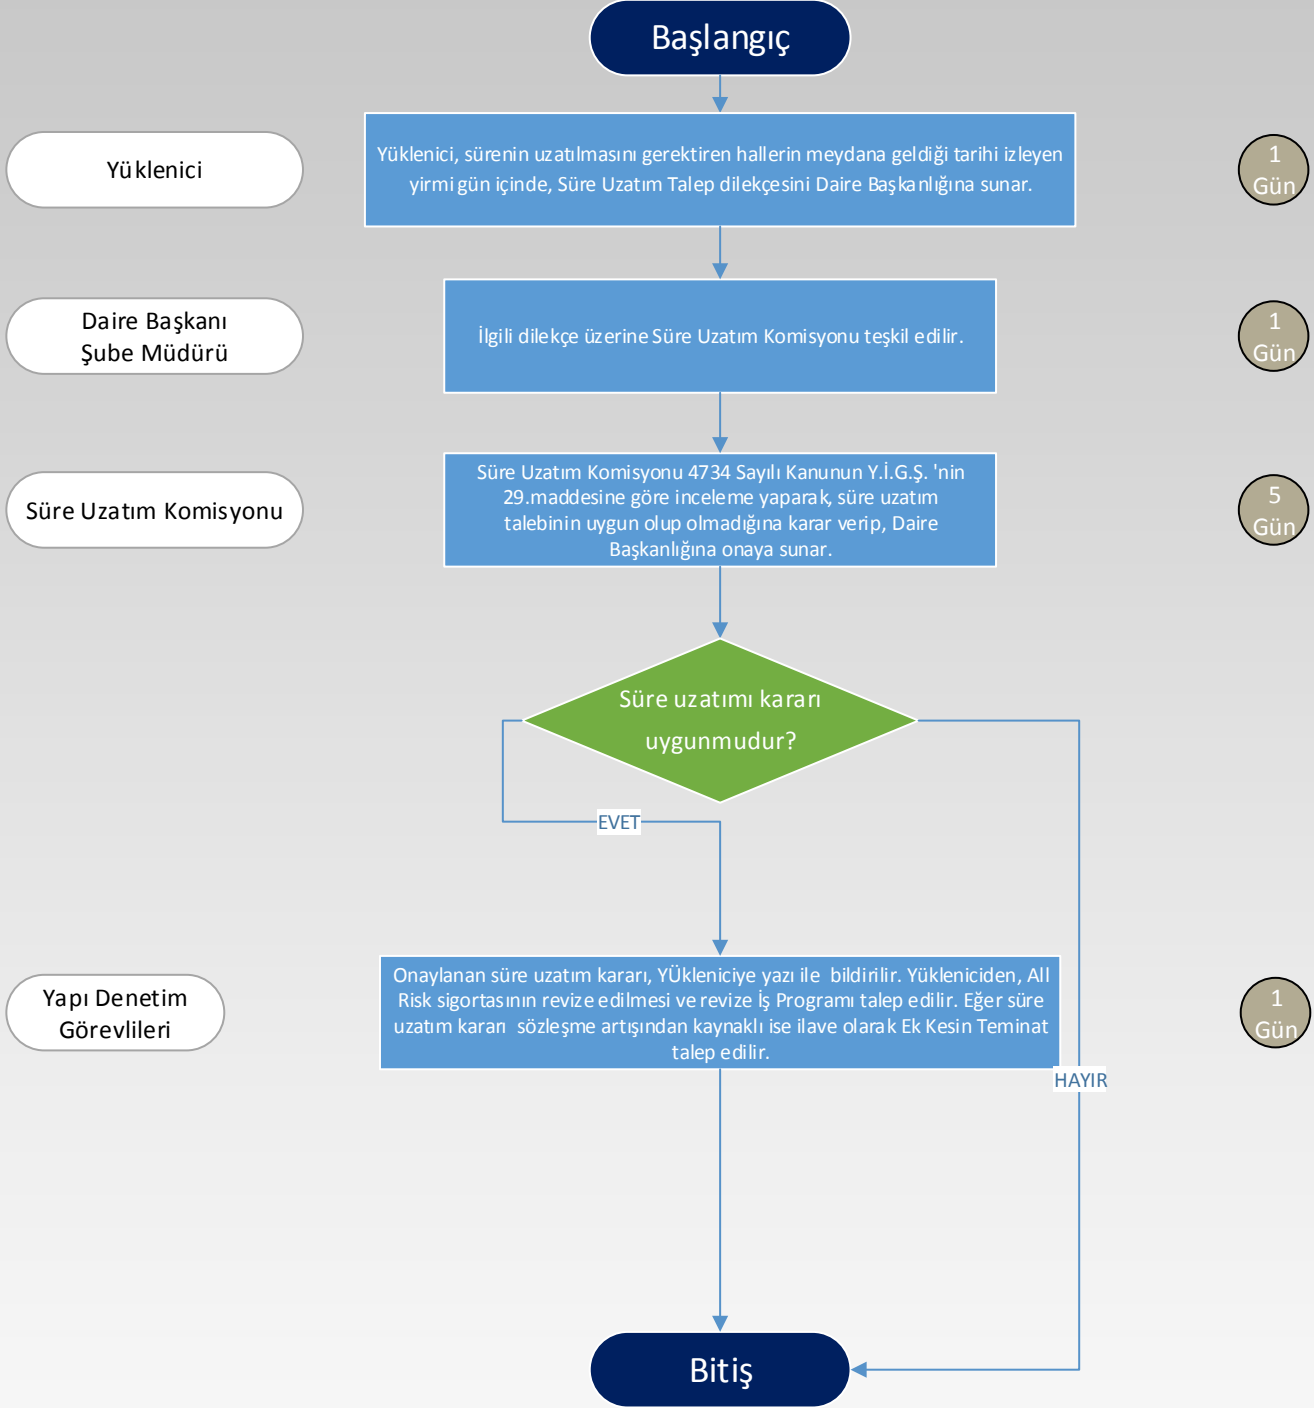 Başlangıç
Yüklenici
Yüklenici, sürenin uzatılmasını gerektiren hallerin meydana geldiği tarihi izleyen
yirmi gün içinde, Süre Uzatım Talep dilekçesini Daire Başkanlığına sunar.
1
Gün
Daire Başkanı
Şube Müdürü
İlgili dilekçe üzerine Süre Uzatım Komisyonu teşkil edilir.
1
Gün
Süre Uzatım Komisyonu
Süre Uzatım Komisyonu 4734 Sayılı Kanunun Y.İ.G.Ş. 'nin
29.maddesine göre inceleme yaparak, süre uzatım
talebinin uygun olup olmadığına karar verip, Daire
Başkanlığına onaya sunar.
5
Gün
Süre uzatımı kararı
uygunmudur?
EVET
Yapı Denetim
Görevlileri
Onaylanan süre uzatım kararı, YÜkleniciye yazı ile bildirilir. Yükleniciden, All
Risk sigortasının revize edilmesi ve revize İş Programı talep edilir. Eğer süre
uzatım kararı sözleşme artışından kaynaklı ise ilave olarak Ek Kesin Teminat
talep edilir.
1
Gün
HAYIR
Bitiş